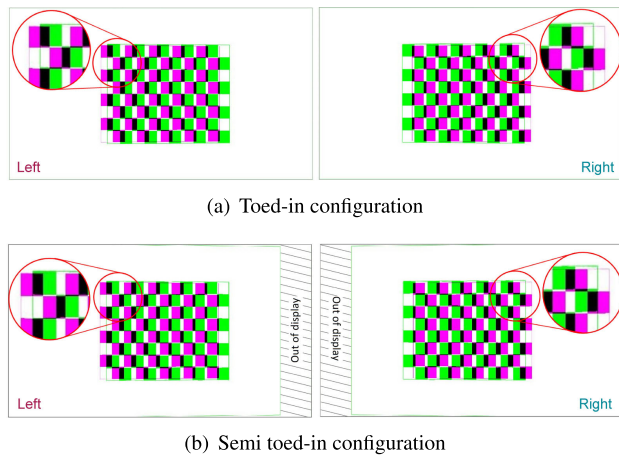 Left
Right
(a) Toed-in configuration
Out of display
Out of display
Left
Right
(b) Semi toed-in configuration